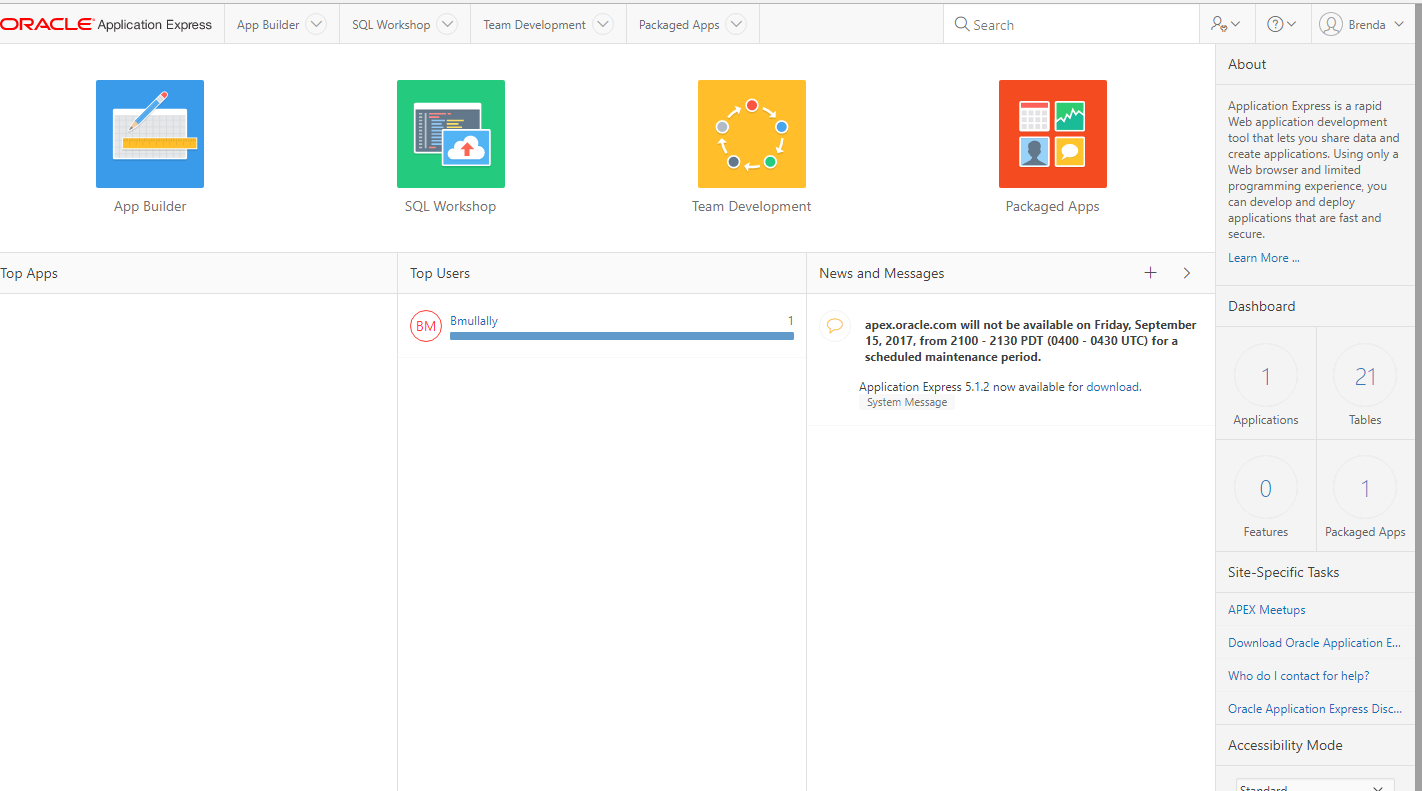 ORACLE Application Express
App Builder
SQL Workshop
Team Development
Packaged Apps
Search
Brenda
App Builder
SQL Workshop
Team Development
Packaged Apps
Top Apps
Top Users
BM
Bmullally
1
News and Messages
apex.oracle.com will not be available on Friday, September
15, 2017, from 2100 - 2130 PDT (0400 - 0430 UTC) for a
scheduled maintenance period.
Application Express 5.1.2 now available for download.
System Message
About
Application Express is a rapid
Web application development
tool that lets you share data and
create applications. Using only a
Web browser and limited
programming experience, you
can develop and deploy
applications that are fast and
secure.
Learn More ...
Dashboard
1
Applications
21
Tables
0
Features
1
Packaged Apps
Site-Specific Tasks
APEX Meetups
Download Oracle Application E...
Who do I contact for help?
Oracle Application Express Disc...
Accessibility Mode
Standard